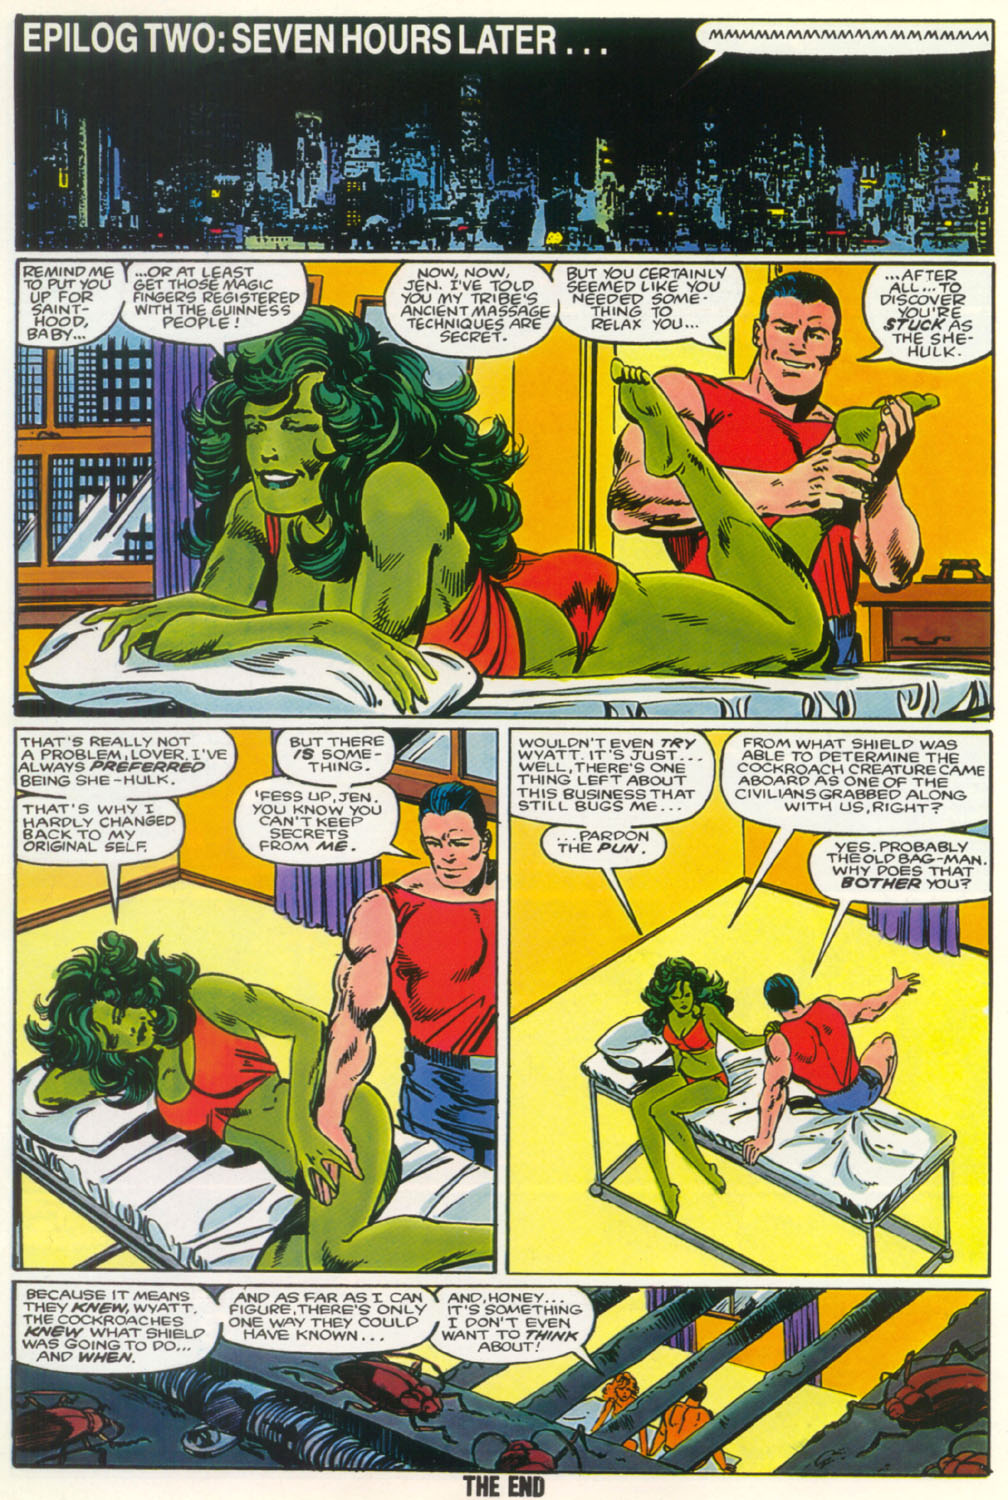 EPILOG TWO: SEVEN HOURS LATER . . .
MMMMMMMMMMMMMMMMMM
REMIND ME
TO PUT YOU
UP FOR
SAINT-
HOOD,
BABY...
...OR AT LEAST
GET THOSE MAGIC
FINGERS REGISTERED
WITH THE GUINNESS
PEOPLE!
NOW, NOW,
JEN. I'VE TOLD
YOU MY TRIBE'S
ANCIENT MASSAGE
TECHNIQUES ARE
SECRET.
BUT YOU CERTAINLY
SEEMED LIKE YOU
NEEDED SOME-
THING TO
RELAX YOU...
...AFTER
ALL... TO
DISCOVER
YOU'RE
STUCK AS
THE SHE-
HULK.
THAT'S REALLY NOT
A PROBLEM, LOVER. I'VE
ALWAYS PREFERRED
BEING SHE-HULK.
THAT'S WHY I
HARDLY CHANGED
BACK TO MY
ORIGINAL SELF.
BUT THERE
IS SOME-
THING.
'FESS UP, JEN.
YOU KNOW YOU
CAN'T KEEP
SECRETS
FROM ME.
WOULDN'T EVEN TRY
WYATT. IT'S JUST...
WELL, THERE'S ONE
THING LEFT ABOUT
THIS BUSINESS THAT
STILL BUGS ME...
...PARDON
THE PUN.
FROM WHAT SHIELD WAS
ABLE TO DETERMINE THE
COCKROACH CREATURE CAME
ABOARD AS ONE OF THE
CIVILIANS GRABBED ALONG
WITH US, RIGHT?
YES. PROBABLY
THE OLD BAG-MAN.
WHY DOES THAT
BOTHER YOU?
BECAUSE IT MEANS
THEY KNEW, WYATT.
THE COCKROACHES
KNEW WHAT SHIELD
WAS GOING TO DO...
AND WHEN.
AND AS FAR AS I CAN
FIGURE, THERE'S ONLY
ONE WAY THEY COULD
HAVE KNOWN...
AND, HONEY...
IT'S SOMETHING
I DON'T EVEN
WANT TO THINK
ABOUT!
THE END